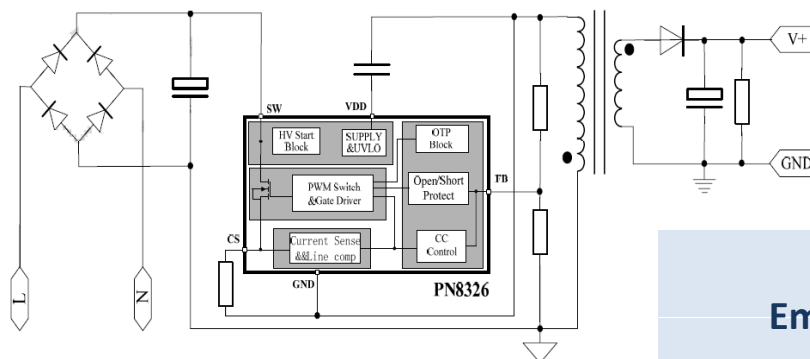 V+
SW
VDD
HV Start
Block
SUPPLY
&UVLO
OTP
Block
PWM Switch
&Gate Driver
Open/Short
Protect
FB
CS
Current Sense
&&Line comp
CC
Control
GND
PN8326
GND
L
N
Em